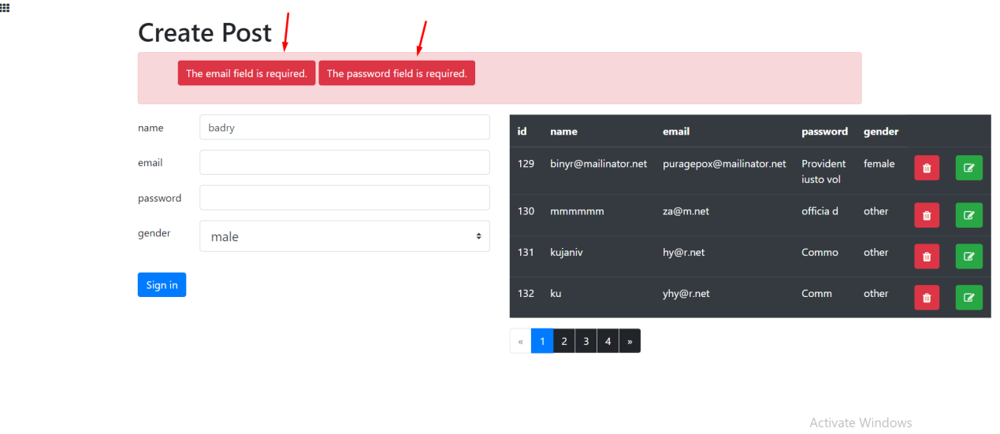 Create Post
The email field is required. The password field is required.
name badry
email
password
gender male
Sign in
id name email password gender
129 binyr@mailinator.net puragepox@mailinator.net Provident iusto vol female
130 mmmmmm za@m.net officia d other
131 kujaniv hy@r.net Commo other
132 ku yhy@r.net Comm other
« 1 2 3 4 »
Activate Windows